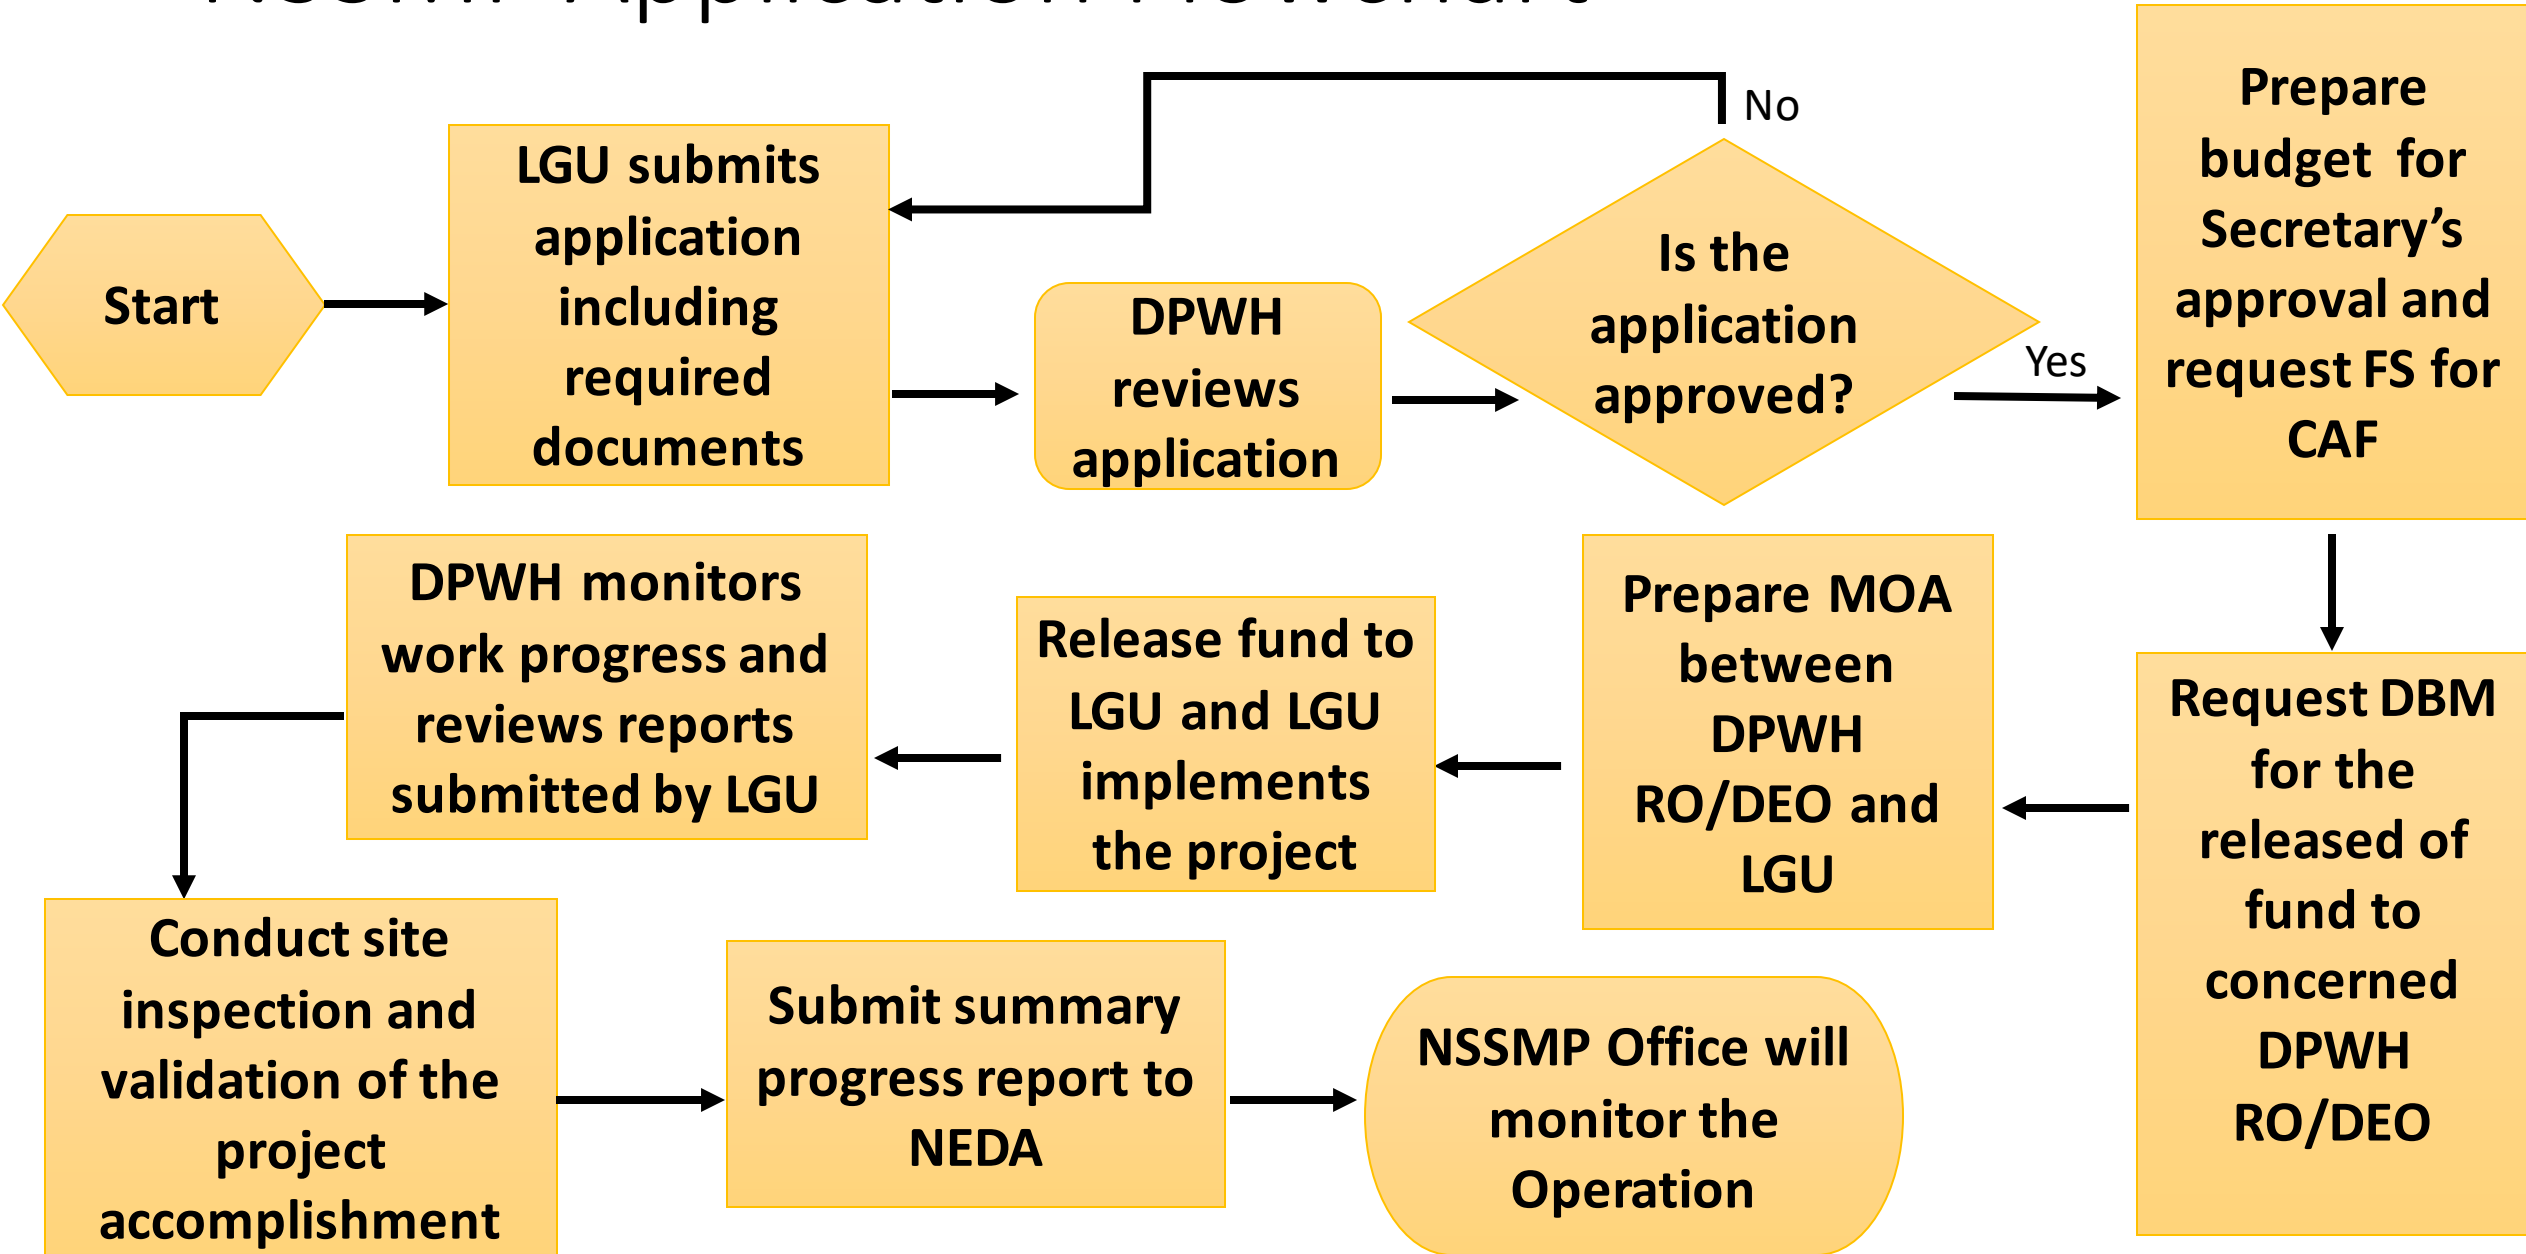 Application Flowchart
Start
LGU submits
application
including
required
documents
DPWH
reviews
application
Is the
application
approved?
No
Yes
Prepare
budget for
Secretary’s
approval and
request FS for
CAF
Request DBM
for the
released of
fund to
concerned
DPWH
RO/DEO
Prepare MOA
between
DPWH
RO/DEO and
LGU
Release fund to
LGU and LGU
implements
the project
DPWH monitors
work progress and
reviews reports
submitted by LGU
Conduct site
inspection and
validation of the
project
accomplishment
Submit summary
progress report to
NEDA
NSSMP Office will
monitor the
Operation